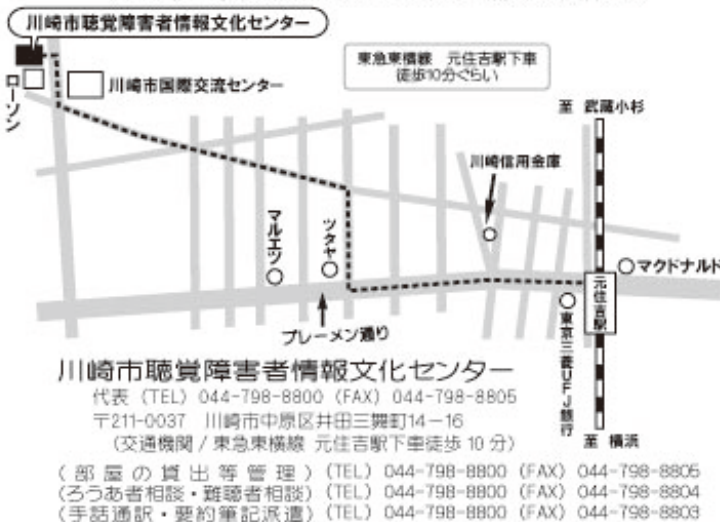 川崎市聴覚障害者情報文化センター
ローソン
川崎市国際交流センター
東急東横線 元住吉駅下車
徒歩10分ぐらい
至 武蔵小杉
川崎信用金庫
マルエツ
ツタヤ
マクドナルド
元住吉駅
東京三菱UFJ銀行
ブレーメン通り
至 横浜
川崎市聴覚障害者情報文化センター
代表 (TEL) 044-798-8800 (FAX) 044-798-8805
〒211-0037 川崎市中原区井田三舞町14-16
(交通機関 / 東急東横線 元住吉駅下車徒歩 10 分)
(部屋の貸出等管理) (TEL) 044-798-8800 (FAX) 044-798-8805
(ろうあ者相談・難聴者相談) (TEL) 044-798-8800 (FAX) 044-798-8804
(手話通訳・要約筆記派遣) (TEL) 044-798-8800 (FAX) 044-798-8803